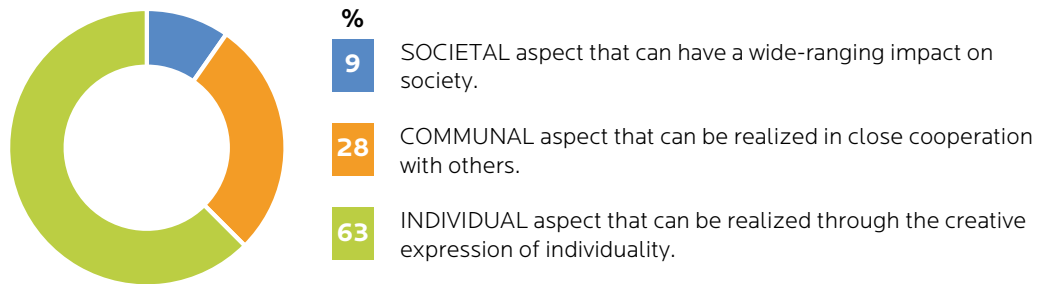 %
9
SOCIETAL aspect that can have a wide-ranging impact on
society.
28
COMMUNAL aspect that can be realized in close cooperation
with others.
63
INDIVIDUAL aspect that can be realized through the creative
expression of individuality.